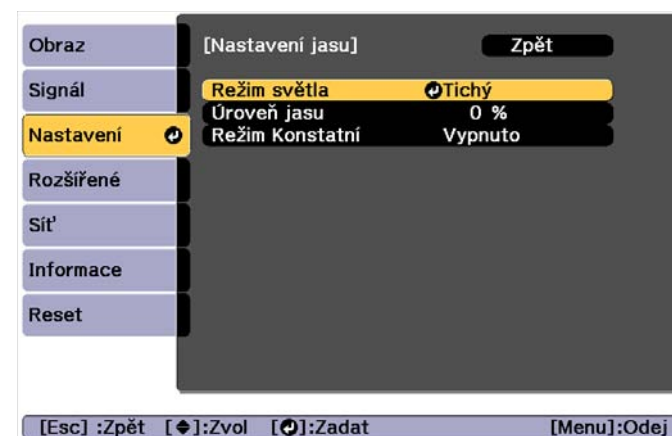 Obraz
Signál
Nastavení
Rozšířené
Síť
Informace
Reset
[Nastavení jasu] Zpět
Režim světla Tichý
Úroveň jasu 0 %
Režim Konstatní Vypnuto
[Esc] :Zpět [◆]:Zvol [↵]:Zadat [Menu]:Odej